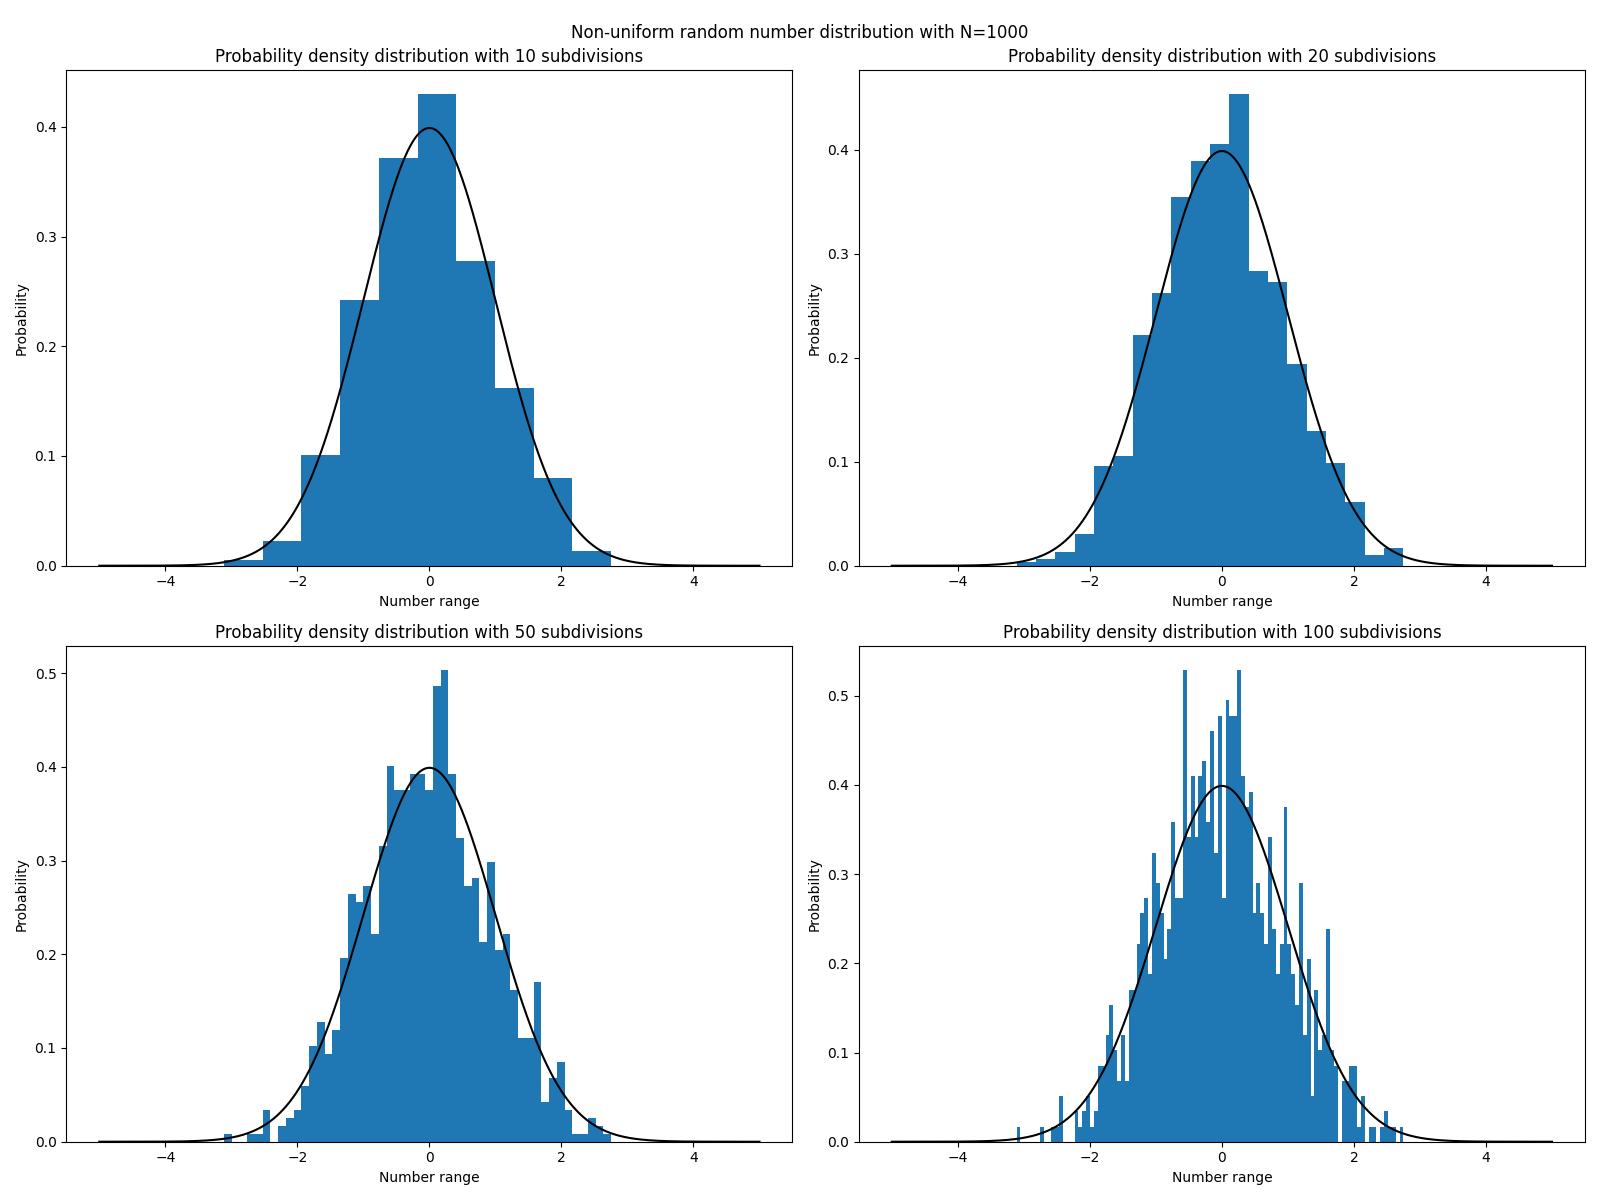 Non-uniform random number distribution with N=1000
Probability density distribution with 10 subdivisions
0.4
0.3
0.2
0.1
0.0
Probability
−4 −2 0 2 4
Number range
Probability density distribution with 20 subdivisions
0.4
0.3
0.2
0.1
0.0
Probability
−4 −2 0 2 4
Number range
Probability density distribution with 50 subdivisions
0.5
0.4
0.3
0.2
0.1
0.0
Probability
−4 −2 0 2 4
Number range
Probability density distribution with 100 subdivisions
0.5
0.4
0.3
0.2
0.1
0.0
Probability
−4 −2 0 2 4
Number range